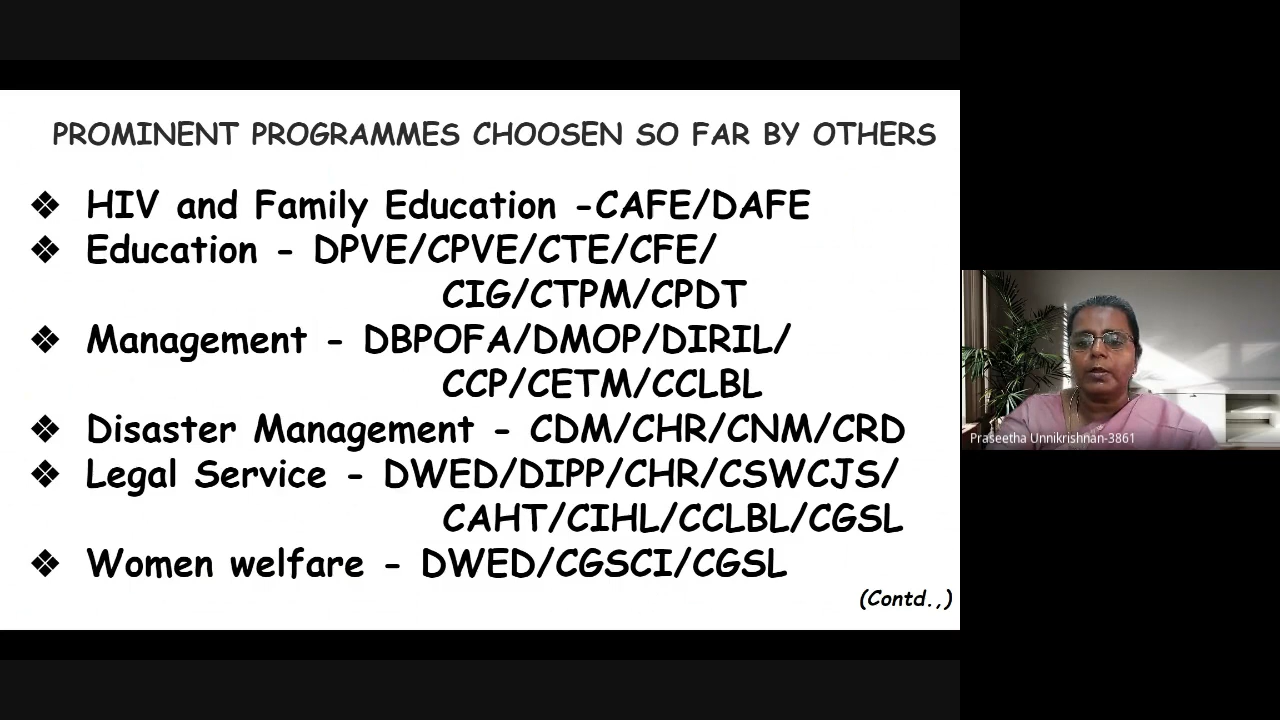 PROMINENT PROGRAMMES CHOOSEN SO FAR BY OTHERS
❖ HIV and Family Education -CAFE/DAFE
❖ Education - DPVE/CPVE/CTE/CFE/
CIG/CTPM/CPDT
❖ Management - DBPOFA/DMOP/DIRIL/
CCP/CETM/CCLBL
❖ Disaster Management - CDM/CHR/CNM/CRD
❖ Legal Service - DWED/DIPP/CHR/CSWCJS/
CAHT/CIHL/CCLBL/CGSL
❖ Women welfare - DWED/CGSCI/CGSL
(Contd.,)
Praseetha Unnikrishnan-3861